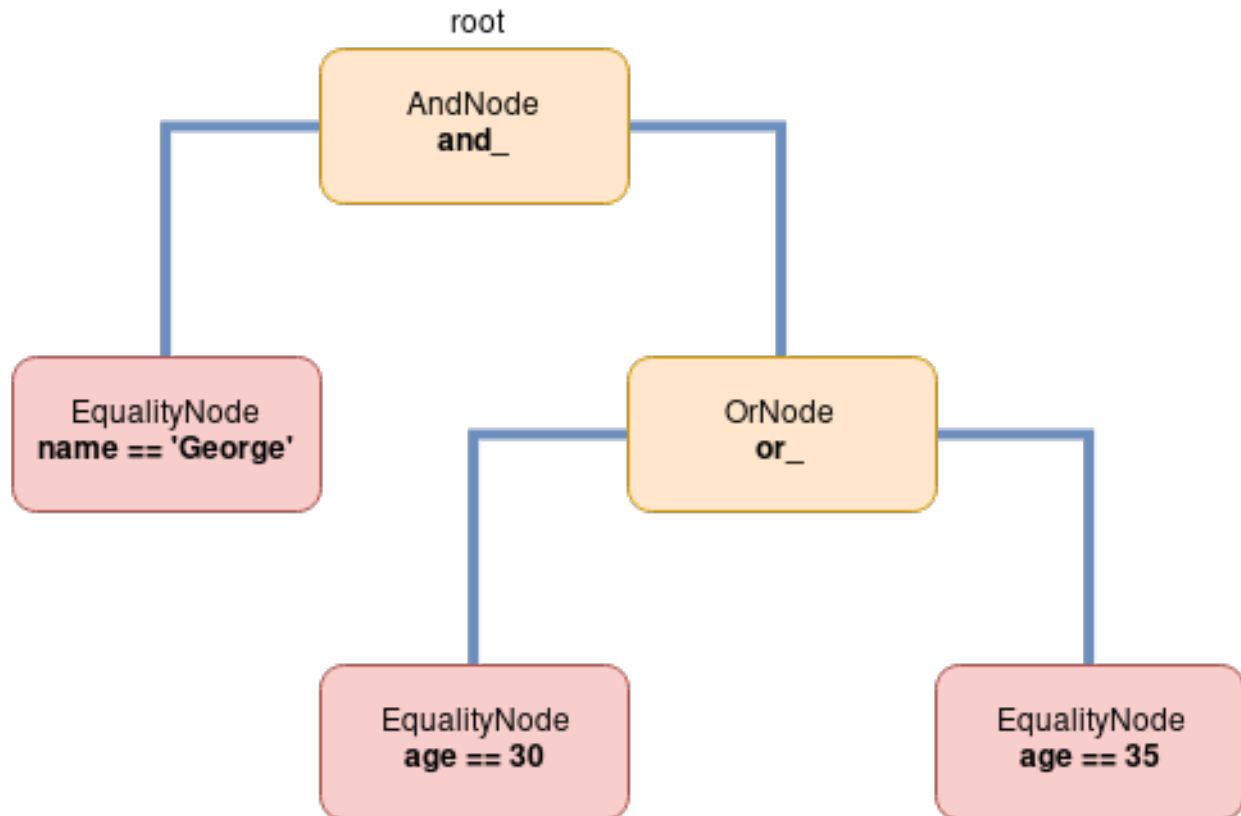 root
AndNode
and_
EqualityNode
name == 'George'
OrNode
or_
EqualityNode
age == 30
EqualityNode
age == 35